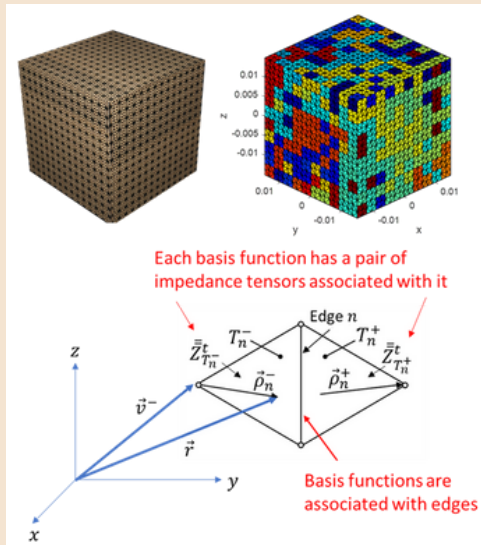 0.01
0.005
0
-0.005
-0.01
z
0.01
0
-0.01
y
-0.01
0
0.01
x
Each basis function has a pair of
impedance tensors associated with it
Edge n
T_n^-
T_n^+
Z̿^t_{T_n^-}
Z̿^t_{T_n^+}
ρ⃗_n^-
ρ⃗_n^+
z
v⃗^-
r⃗
y
x
Basis functions are
associated with edges